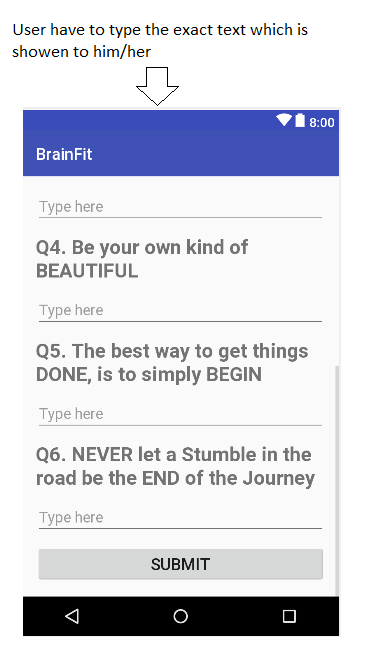 User have to type the exact text which is
showen to him/her
8:00
BrainFit
Type here
Q4. Be your own kind of
BEAUTIFUL
Type here
Q5. The best way to get things
DONE, is to simply BEGIN
Type here
Q6. NEVER let a Stumble in the
road be the END of the Journey
Type here
SUBMIT